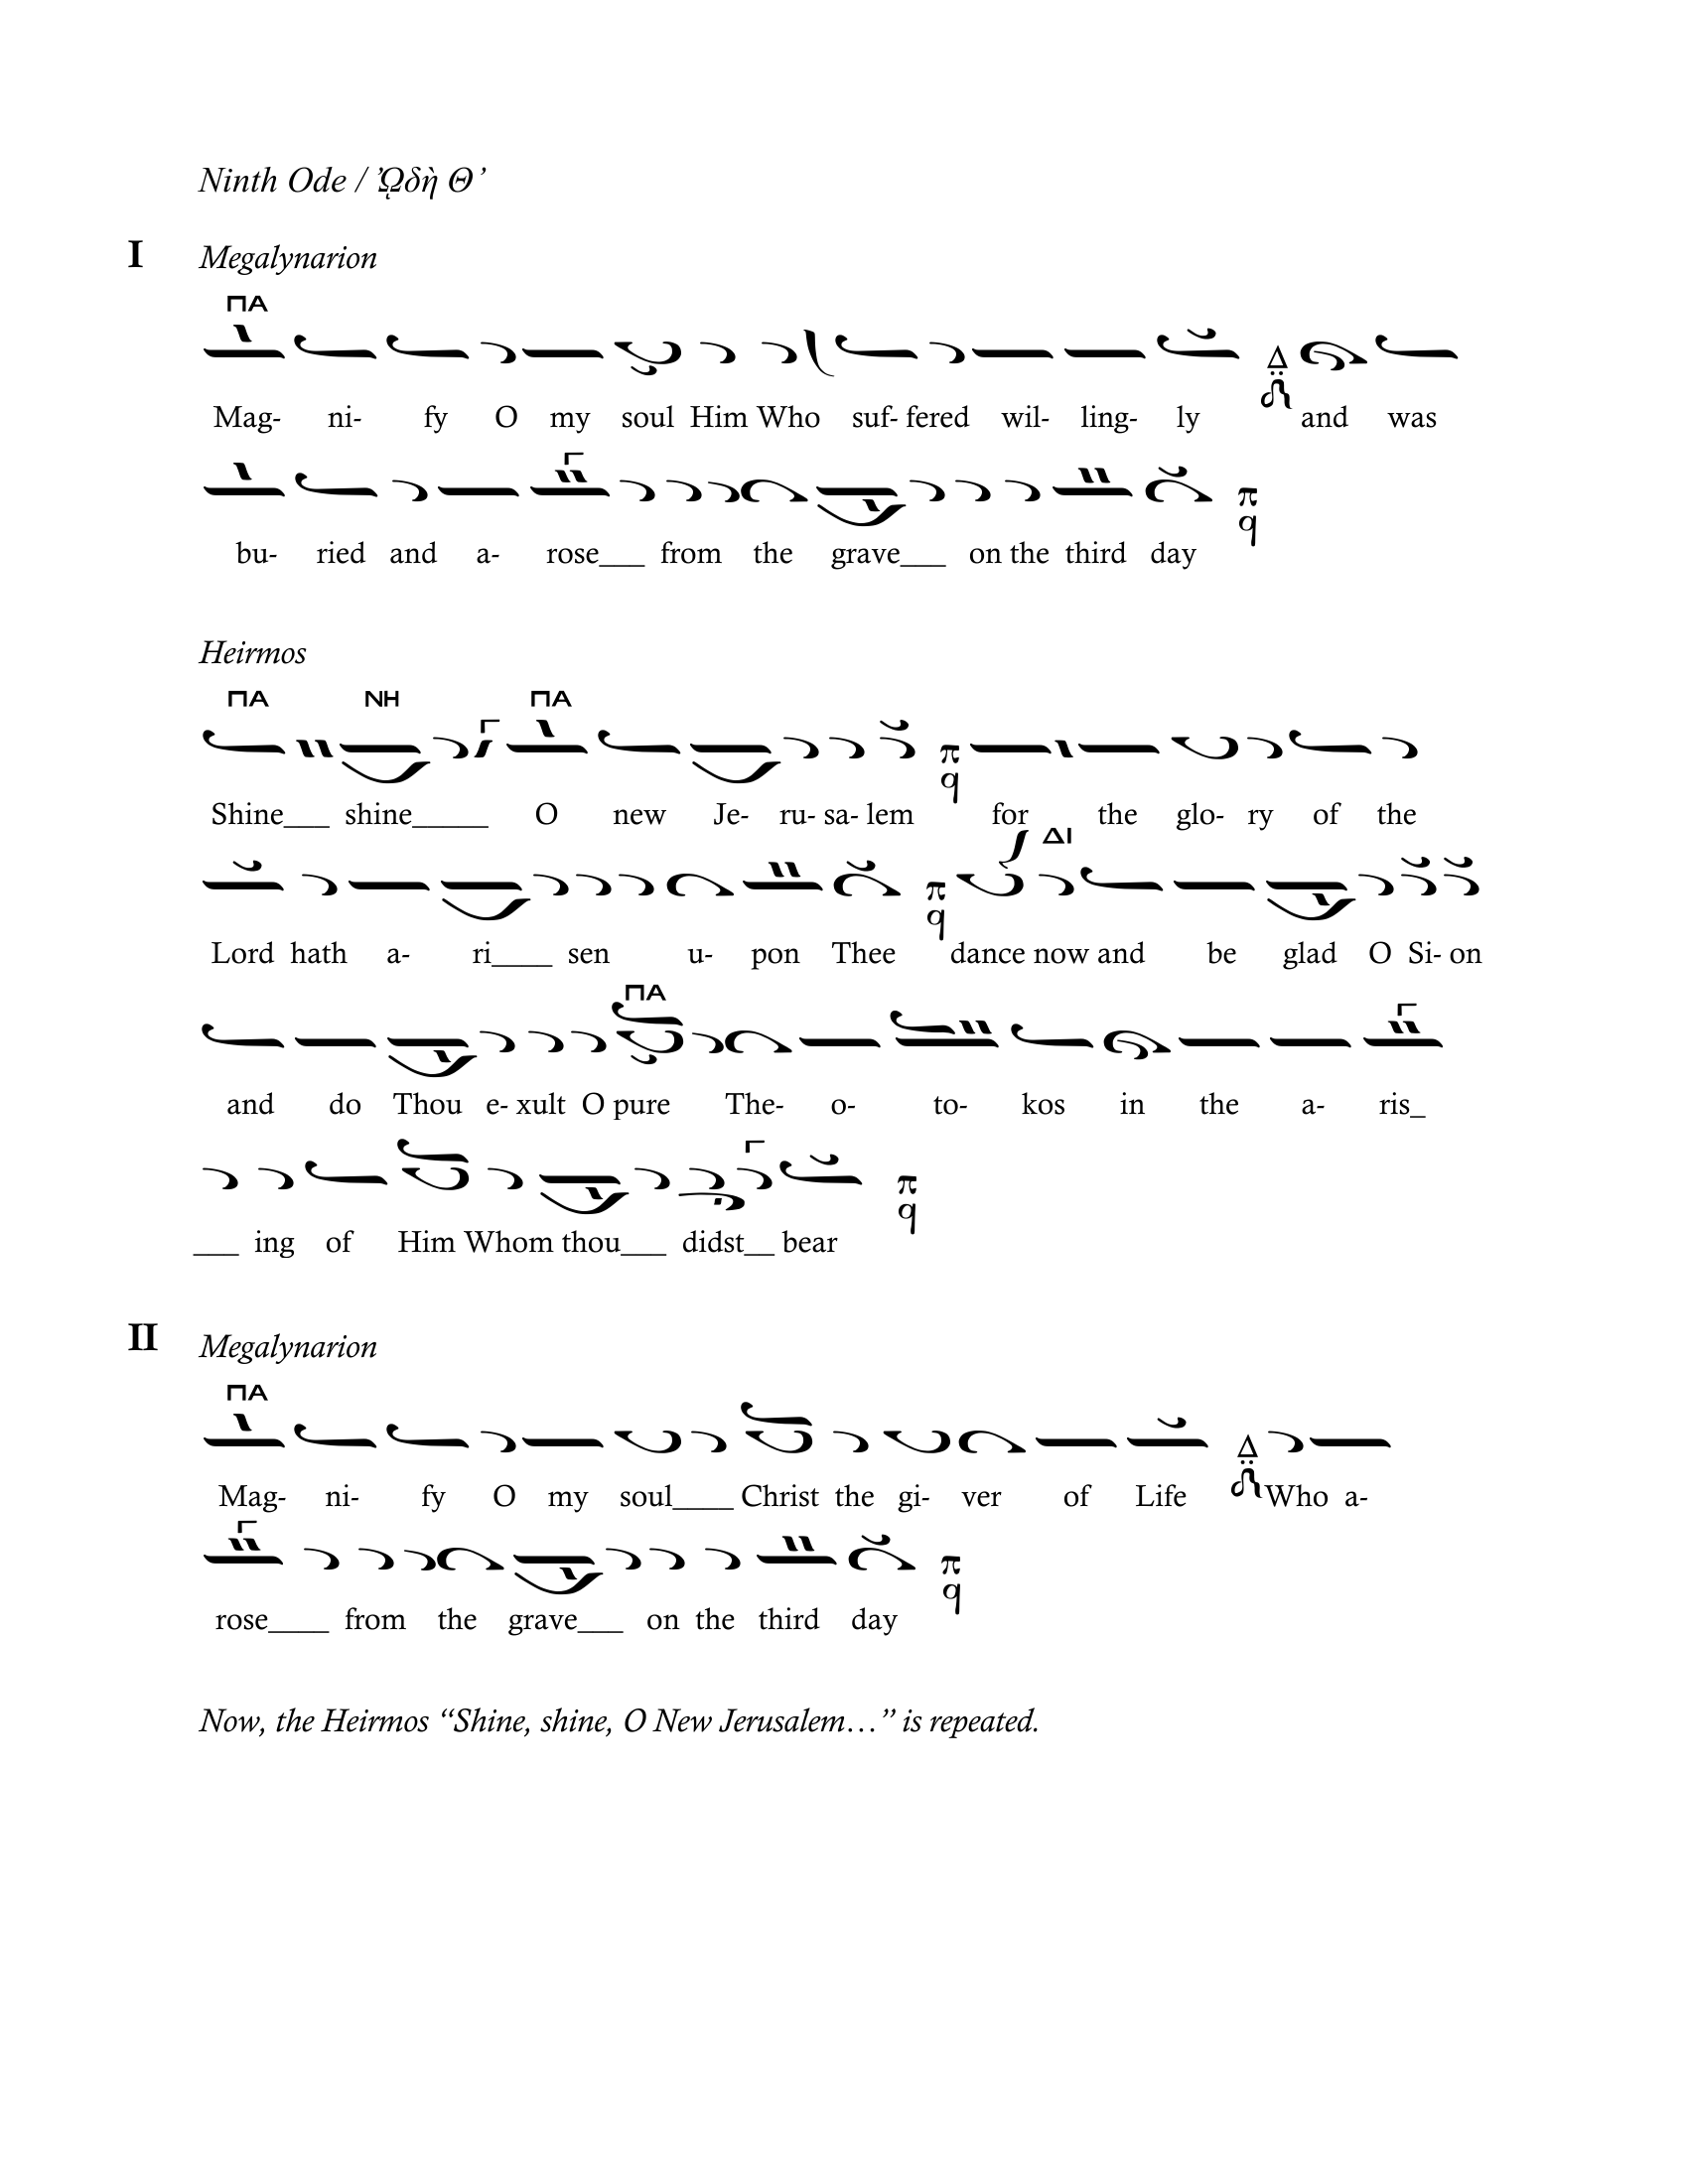 Ninth Ode / ᾨδὴ Θ’
I Megalynarion
ΠΑ
Mag- ni- fy O my soul Him Who suf- fered wil- ling- ly and was
bu- ried and a- rose___ from the grave___ on the third day
Heirmos
ΠΑ ΝΗ ΠΑ
Shine___ shine_____ O new Je- ru- sa- lem for the glo- ry of the
ΔΙ
Lord hath a- ri____ sen u- pon Thee dance now and be glad O Si- on
ΠΑ
and do Thou e- xult O pure The- o- to- kos in the a- ris_
___ ing of Him Whom thou___ didst__ bear
II Megalynarion
ΠΑ
Mag- ni- fy O my soul____ Christ the gi- ver of Life Who a-
rose____ from the grave___ on the third day
Now, the Heirmos “Shine, shine, O New Jerusalem…” is repeated.